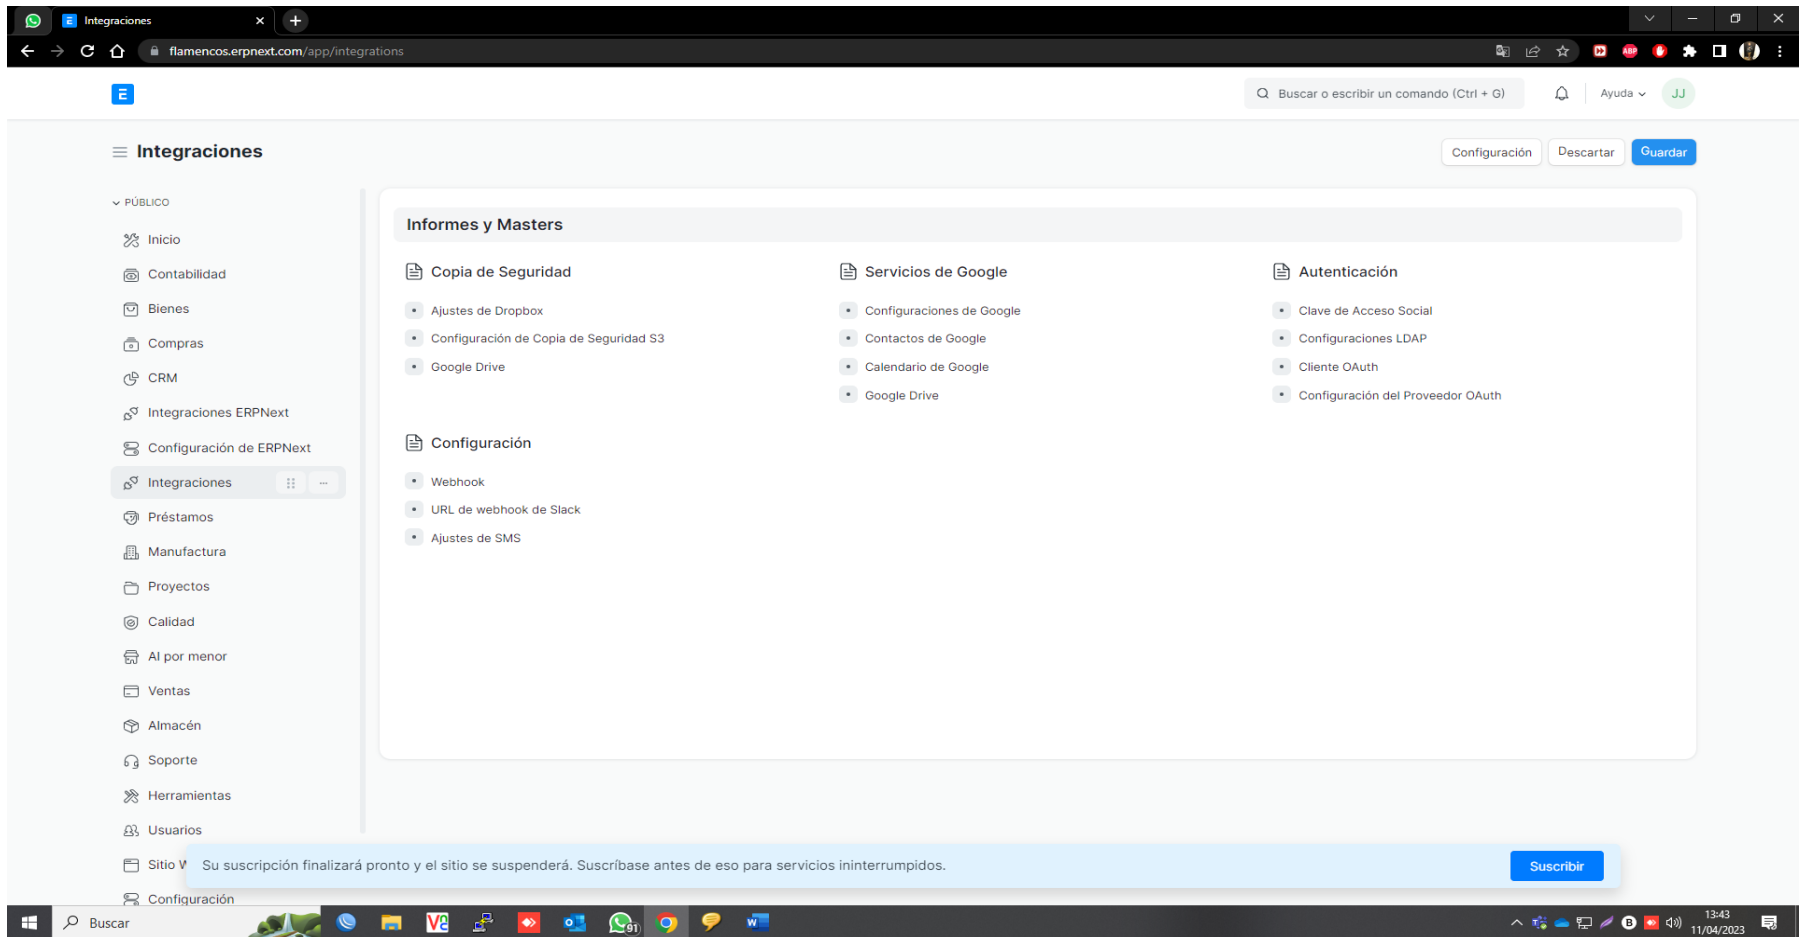 Integraciones
flamencos.erpnext.com/app/integrations
ABP
E
Buscar o escribir un comando (Ctrl + G)
Ayuda
JJ
Integraciones
Configuración
Descartar
Guardar
PÚBLICO
Inicio
Contabilidad
Bienes
Compras
CRM
Integraciones ERPNext
Configuración de ERPNext
Integraciones
Préstamos
Manufactura
Proyectos
Calidad
Al por menor
Ventas
Almacén
Soporte
Herramientas
Usuarios
Sitio W
Configuración
Informes y Masters
Copia de Seguridad
Ajustes de Dropbox
Configuración de Copia de Seguridad S3
Google Drive
Servicios de Google
Configuraciones de Google
Contactos de Google
Calendario de Google
Google Drive
Autenticación
Clave de Acceso Social
Configuraciones LDAP
Cliente OAuth
Configuración del Proveedor OAuth
Configuración
Webhook
URL de webhook de Slack
Ajustes de SMS
Su suscripción finalizará pronto y el sitio se suspenderá. Suscríbase antes de eso para servicios ininterrumpidos.
Suscribir
Buscar
91
13:43
11/04/2023